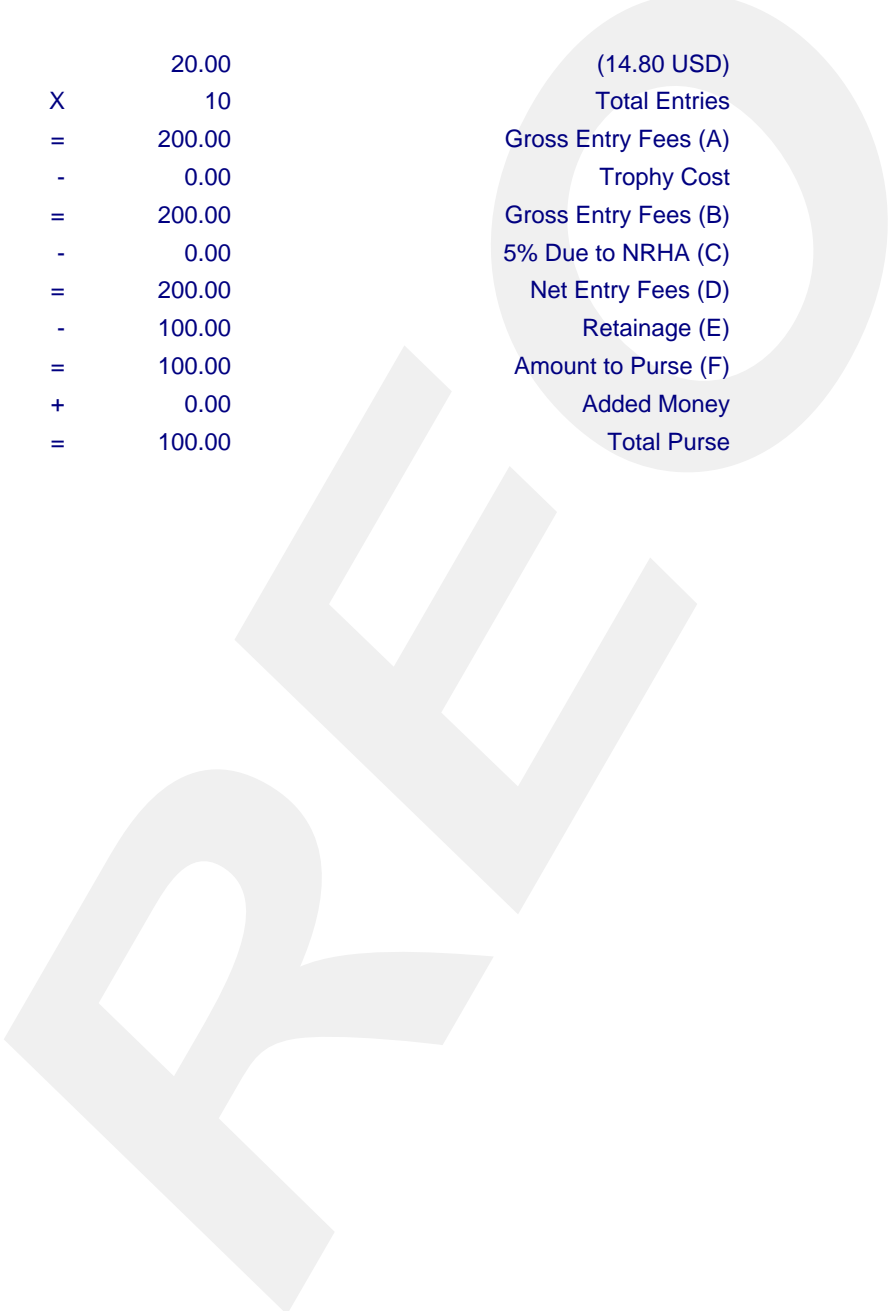 20.00 (14.80 USD)
X 10 Total Entries
= 200.00 Gross Entry Fees (A)
- 0.00 Trophy Cost
= 200.00 Gross Entry Fees (B)
- 0.00 5% Due to NRHA (C)
= 200.00 Net Entry Fees (D)
- 100.00 Retainage (E)
= 100.00 Amount to Purse (F)
+ 0.00 Added Money
= 100.00 Total Purse
REO